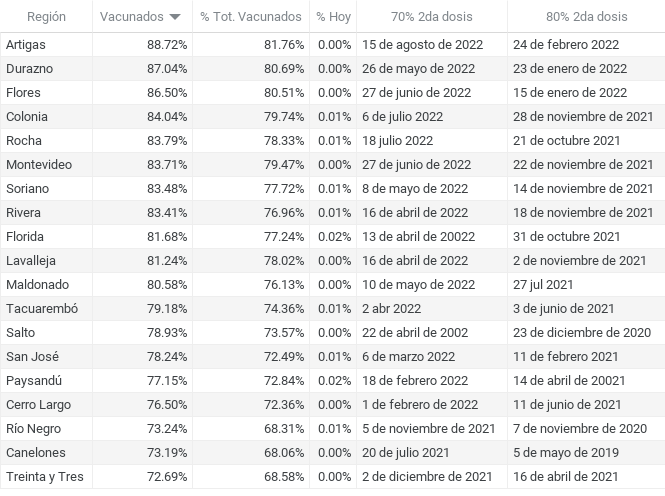 Región Vacunados % Tot. Vacunados % Hoy 70% 2da dosis 80% 2da dosis
Artigas 88.72% 81.76% 0.00% 15 de agosto de 2022 24 de febrero 2022
Durazno 87.04% 80.69% 0.00% 26 de mayo de 2022 23 de enero de 2022
Flores 86.50% 80.51% 0.00% 27 de junio de 2022 15 de enero de 2022
Colonia 84.04% 79.74% 0.01% 6 de julio 2022 28 de noviembre de 2021
Rocha 83.79% 78.33% 0.01% 18 julio 2022 21 de octubre 2021
Montevideo 83.71% 79.47% 0.00% 27 de junio de 2022 22 de noviembre de 2021
Soriano 83.48% 77.72% 0.01% 8 de mayo de 2022 14 de noviembre de 2021
Rivera 83.41% 76.96% 0.01% 16 de abril de 2022 18 de noviembre de 2021
Florida 81.68% 77.24% 0.02% 13 de abril de 20022 31 de octubre 2021
Lavalleja 81.24% 78.02% 0.00% 16 de abril de 2022 2 de noviembre de 2021
Maldonado 80.58% 76.13% 0.00% 10 de mayo de 2022 27 jul 2021
Tacuarembó 79.18% 74.36% 0.01% 2 abr 2022 3 de junio de 2021
Salto 78.93% 73.57% 0.00% 22 de abril de 2002 23 de diciembre de 2020
San José 78.24% 72.49% 0.01% 6 de marzo 2022 11 de febrero 2021
Paysandú 77.15% 72.84% 0.02% 18 de febrero 2022 14 de abril de 20021
Cerro Largo 76.50% 72.36% 0.00% 1 de febrero de 2022 11 de junio de 2021
Río Negro 73.24% 68.31% 0.01% 5 de noviembre de 2021 7 de noviembre de 2020
Canelones 73.19% 68.06% 0.00% 20 de julio 2021 5 de mayo de 2019
Treinta y Tres 72.69% 68.58% 0.00% 2 de diciembre de 2021 16 de abril de 2021